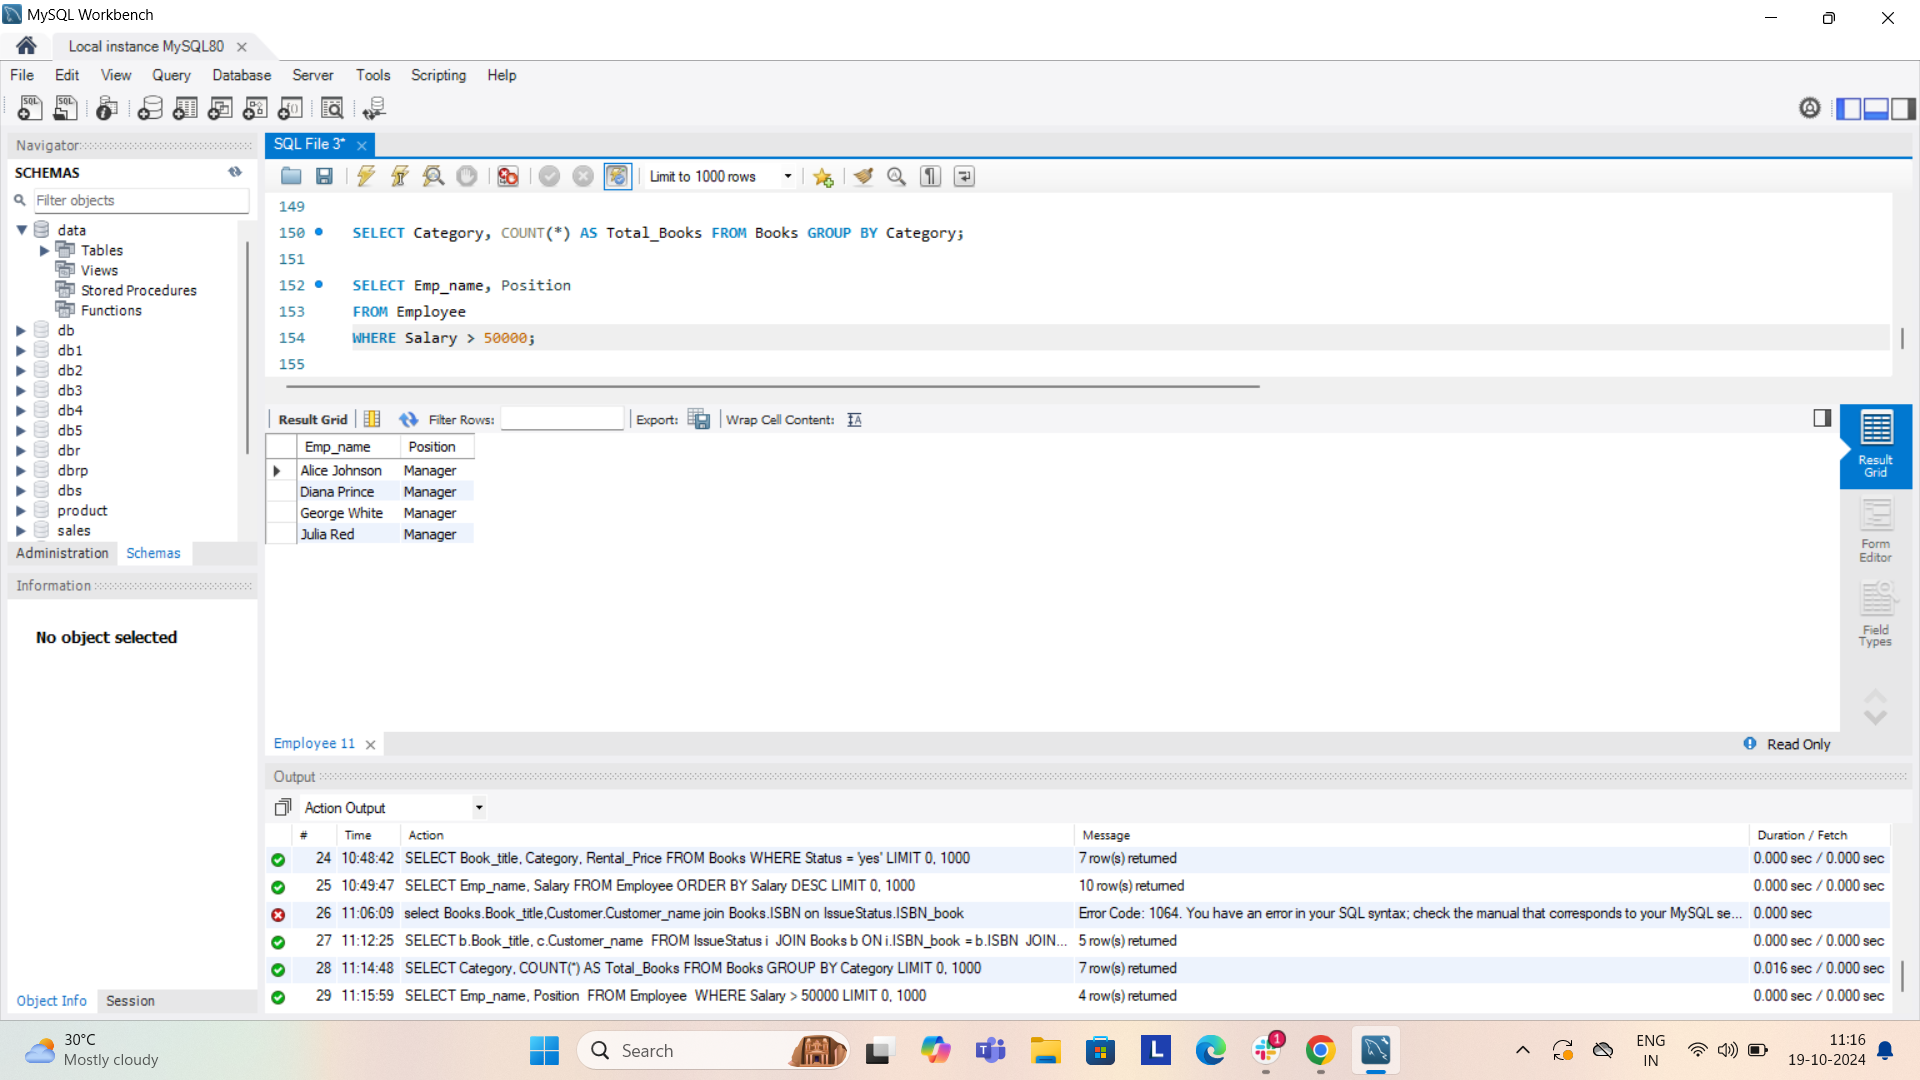 MySQL Workbench
Local instance MySQL80
File Edit View Query Database Server Tools Scripting Help
Navigator
SCHEMAS
Filter objects
data
Tables
Views
Stored Procedures
Functions
db
db1
db2
db3
db4
db5
dbr
dbrp
dbs
product
sales
Administration Schemas
Information
No object selected
Object Info Session
SQL File 3*
Limit to 1000 rows
149
150 SELECT Category, COUNT(*) AS Total_Books FROM Books GROUP BY Category;
151
152 SELECT Emp_name, Position
153 FROM Employee
154 WHERE Salary > 50000;
155
Result Grid Filter Rows: Export: Wrap Cell Content:
Emp_name Position
Alice Johnson Manager
Diana Prince Manager
George White Manager
Julia Red Manager
Result
Grid
Form
Editor
Field
Types
Employee 11
Read Only
Output
Action Output
# Time Action Message Duration / Fetch
24 10:48:42 SELECT Book_title, Category, Rental_Price FROM Books WHERE Status = 'yes' LIMIT 0, 1000 7 row(s) returned 0.000 sec / 0.000 sec
25 10:49:47 SELECT Emp_name, Salary FROM Employee ORDER BY Salary DESC LIMIT 0, 1000 10 row(s) returned 0.000 sec / 0.000 sec
26 11:06:09 select Books.Book_title,Customer.Customer_name join Books.ISBN on IssueStatus.ISBN_book Error Code: 1064. You have an error in your SQL syntax; check the manual that corresponds to your MySQL se... 0.000 sec
27 11:12:25 SELECT b.Book_title, c.Customer_name FROM IssueStatus i JOIN Books b ON i.ISBN_book = b.ISBN JOIN... 5 row(s) returned 0.000 sec / 0.000 sec
28 11:14:48 SELECT Category, COUNT(*) AS Total_Books FROM Books GROUP BY Category LIMIT 0, 1000 7 row(s) returned 0.016 sec / 0.000 sec
29 11:15:59 SELECT Emp_name, Position FROM Employee WHERE Salary > 50000 LIMIT 0, 1000 4 row(s) returned 0.000 sec / 0.000 sec
30°C
Mostly cloudy
Search
L
1
ENG
IN
11:16
19-10-2024